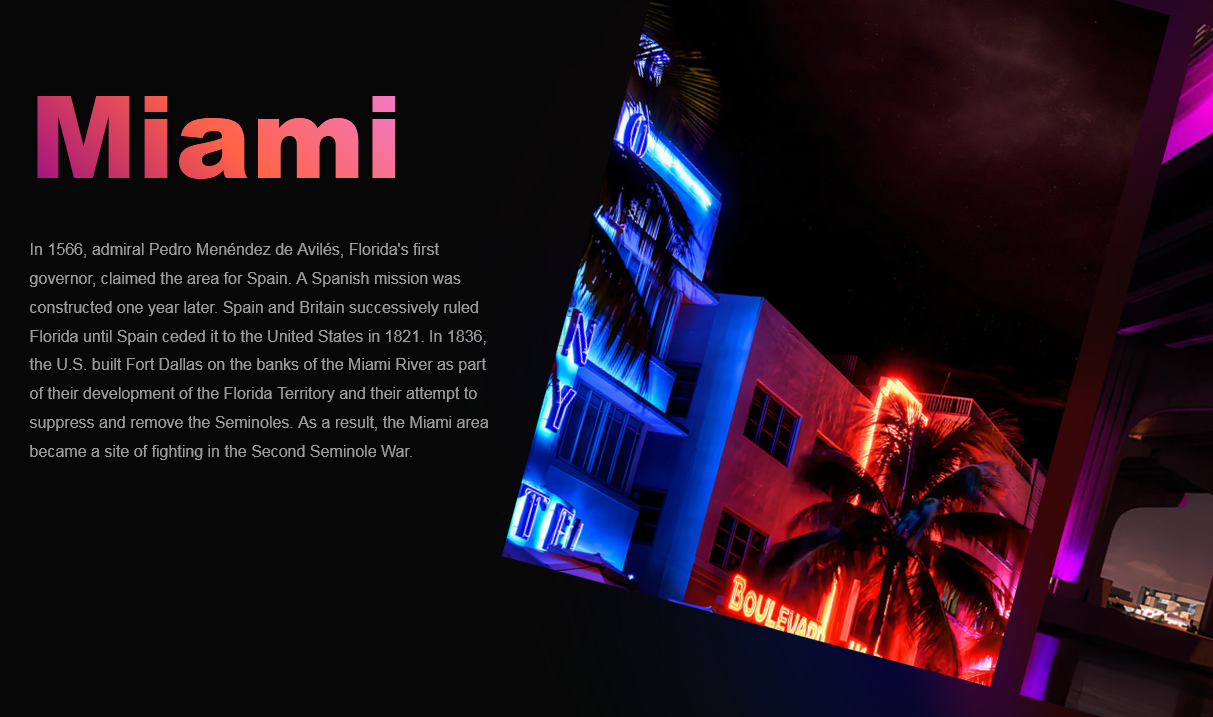 Miami
In 1566, admiral Pedro Menéndez de Avilés, Florida's first
governor, claimed the area for Spain. A Spanish mission was
constructed one year later. Spain and Britain successively ruled
Florida until Spain ceded it to the United States in 1821. In 1836,
the U.S. built Fort Dallas on the banks of the Miami River as part
of their development of the Florida Territory and their attempt to
suppress and remove the Seminoles. As a result, the Miami area
became a site of fighting in the Second Seminole War.
O
N
Y
BOULEVARD